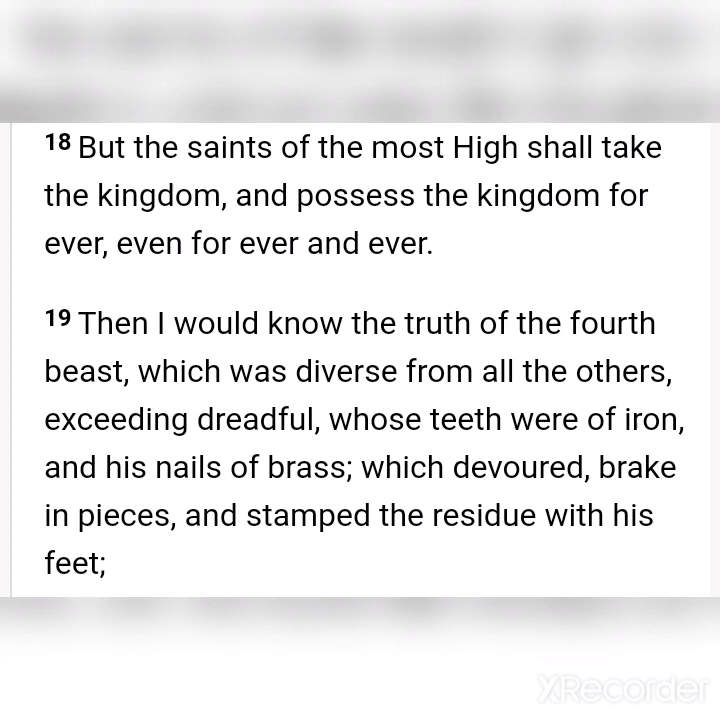 18 But the saints of the most High shall take
the kingdom, and possess the kingdom for
ever, even for ever and ever.
19 Then I would know the truth of the fourth
beast, which was diverse from all the others,
exceeding dreadful, whose teeth were of iron,
and his nails of brass; which devoured, brake
in pieces, and stamped the residue with his
feet;
XRecorder